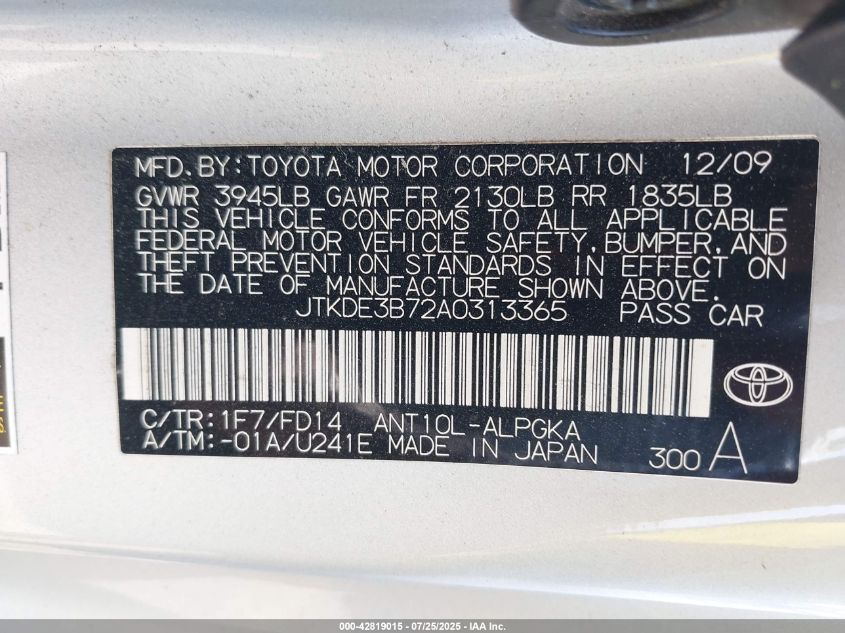 MFD.BY:TOYOTA MOTOR CORPORATION 12/09
GVWR 3945LB GAWR FR 2130LB RR 1835LB
THIS VEHICLE CONFORMS TO ALL APPLICABLE
FEDERAL MOTOR VEHICLE SAFETY,BUMPER,AND
THEFT PREVENTION STANDARDS IN EFFECT ON
THE DATE OF MANUFACTURE SHOWN ABOVE.
JTKDE3B72A0313365 PASS CAR
C/TR:1F7/FD14 ANT10L-ALPGKA
A/TM:-01A/U241E MADE IN JAPAN 300 A
000-42819015 - 07/25/2025 - IAA Inc.